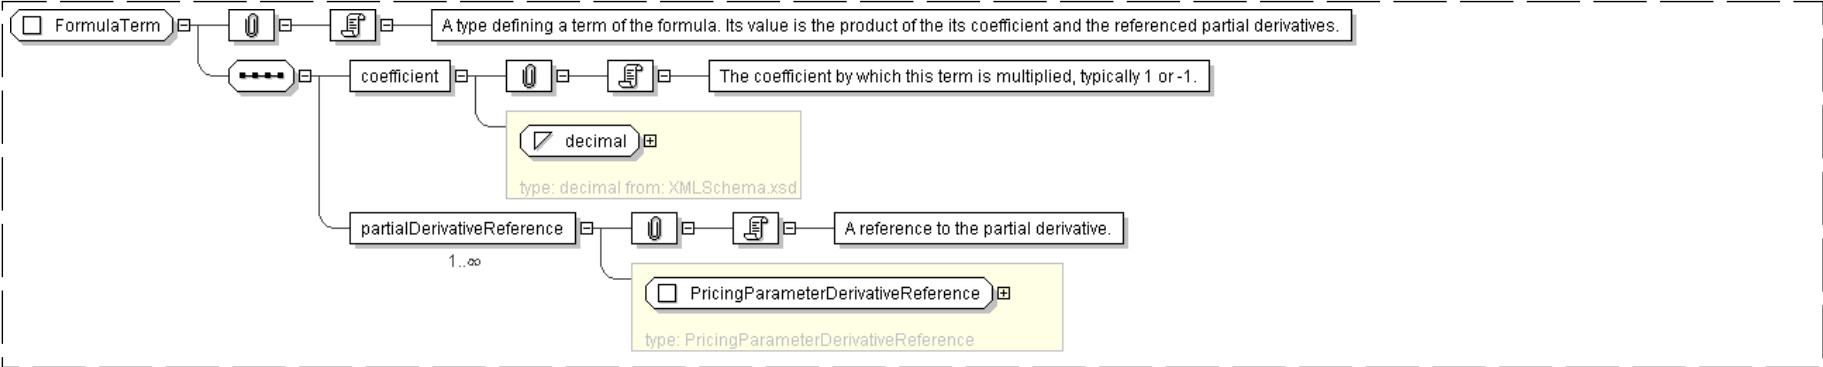 FormulaTerm
A type defining a term of the formula. Its value is the product of the its coefficient and the referenced partial derivatives.
coefficient
The coefficient by which this term is multiplied, typically 1 or -1.
decimal
type: decimal from: XMLSchema.xsd
partialDerivativeReference
A reference to the partial derivative.
1..∞
PricingParameterDerivativeReference
type: PricingParameterDerivativeReference